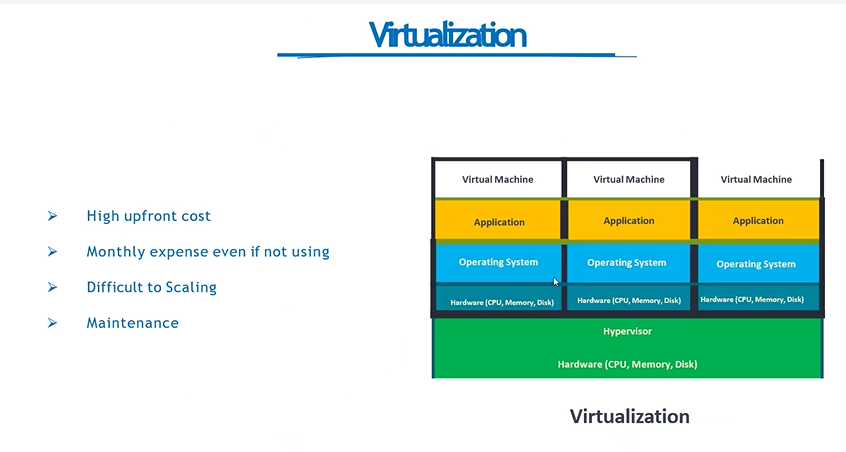 Virtualization
High upfront cost
Monthly expense even if not using
Difficult to Scaling
Maintenance
Virtual Machine Virtual Machine Virtual Machine
Application Application Application
Operating System Operating System Operating System
Hardware (CPU, Memory, Disk) Hardware (CPU, Memory, Disk) Hardware (CPU, Memory, Disk)
Hypervisor
Hardware (CPU, Memory, Disk)
Virtualization